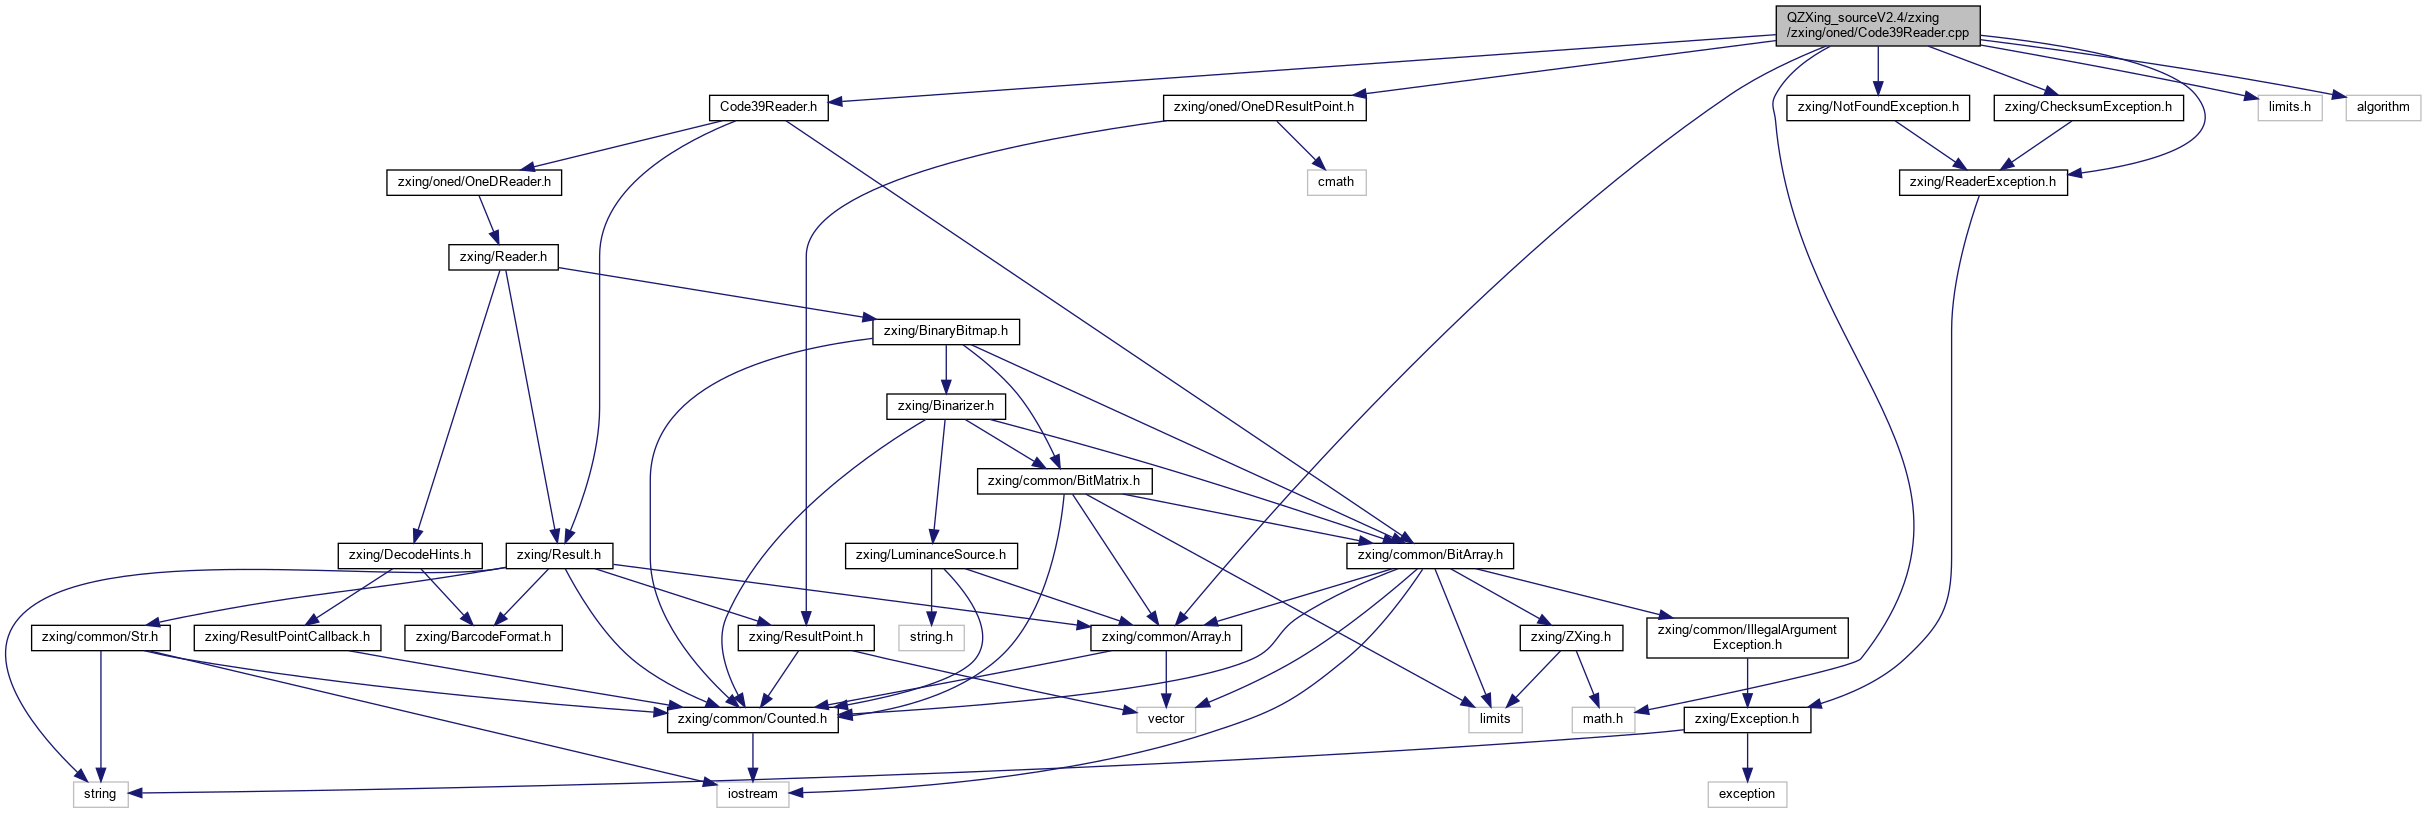 QZXing_sourceV2.4/zxing
/zxing/oned/Code39Reader.cpp
Code39Reader.h
zxing/oned/OneDResultPoint.h
zxing/NotFoundException.h
zxing/ChecksumException.h
limits.h
algorithm
zxing/oned/OneDReader.h
cmath
zxing/ReaderException.h
zxing/Reader.h
zxing/BinaryBitmap.h
zxing/Binarizer.h
zxing/common/BitMatrix.h
zxing/DecodeHints.h
zxing/Result.h
zxing/LuminanceSource.h
zxing/common/BitArray.h
zxing/common/Str.h
zxing/ResultPointCallback.h
zxing/BarcodeFormat.h
zxing/ResultPoint.h
string.h
zxing/common/Array.h
zxing/ZXing.h
zxing/common/IllegalArgument
Exception.h
zxing/common/Counted.h
vector
limits
math.h
zxing/Exception.h
string
iostream
exception